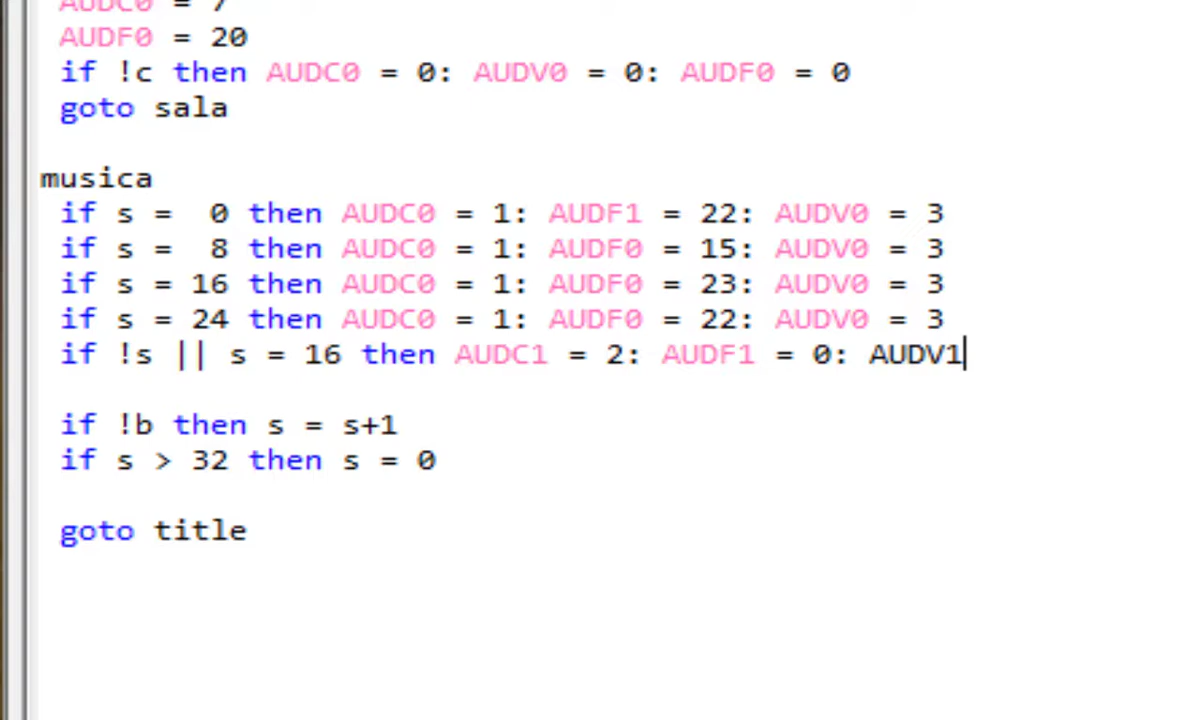 AUDC0 = 7
AUDF0 = 20
if !c then AUDC0 = 0: AUDV0 = 0: AUDF0 = 0
goto sala
musica
if s =  0 then AUDC0 = 1: AUDF1 = 22: AUDV0 = 3
if s =  8 then AUDC0 = 1: AUDF0 = 15: AUDV0 = 3
if s = 16 then AUDC0 = 1: AUDF0 = 23: AUDV0 = 3
if s = 24 then AUDC0 = 1: AUDF0 = 22: AUDV0 = 3
if !s || s = 16 then AUDC1 = 2: AUDF1 = 0: AUDV1
if !b then s = s+1
if s > 32 then s = 0
goto title